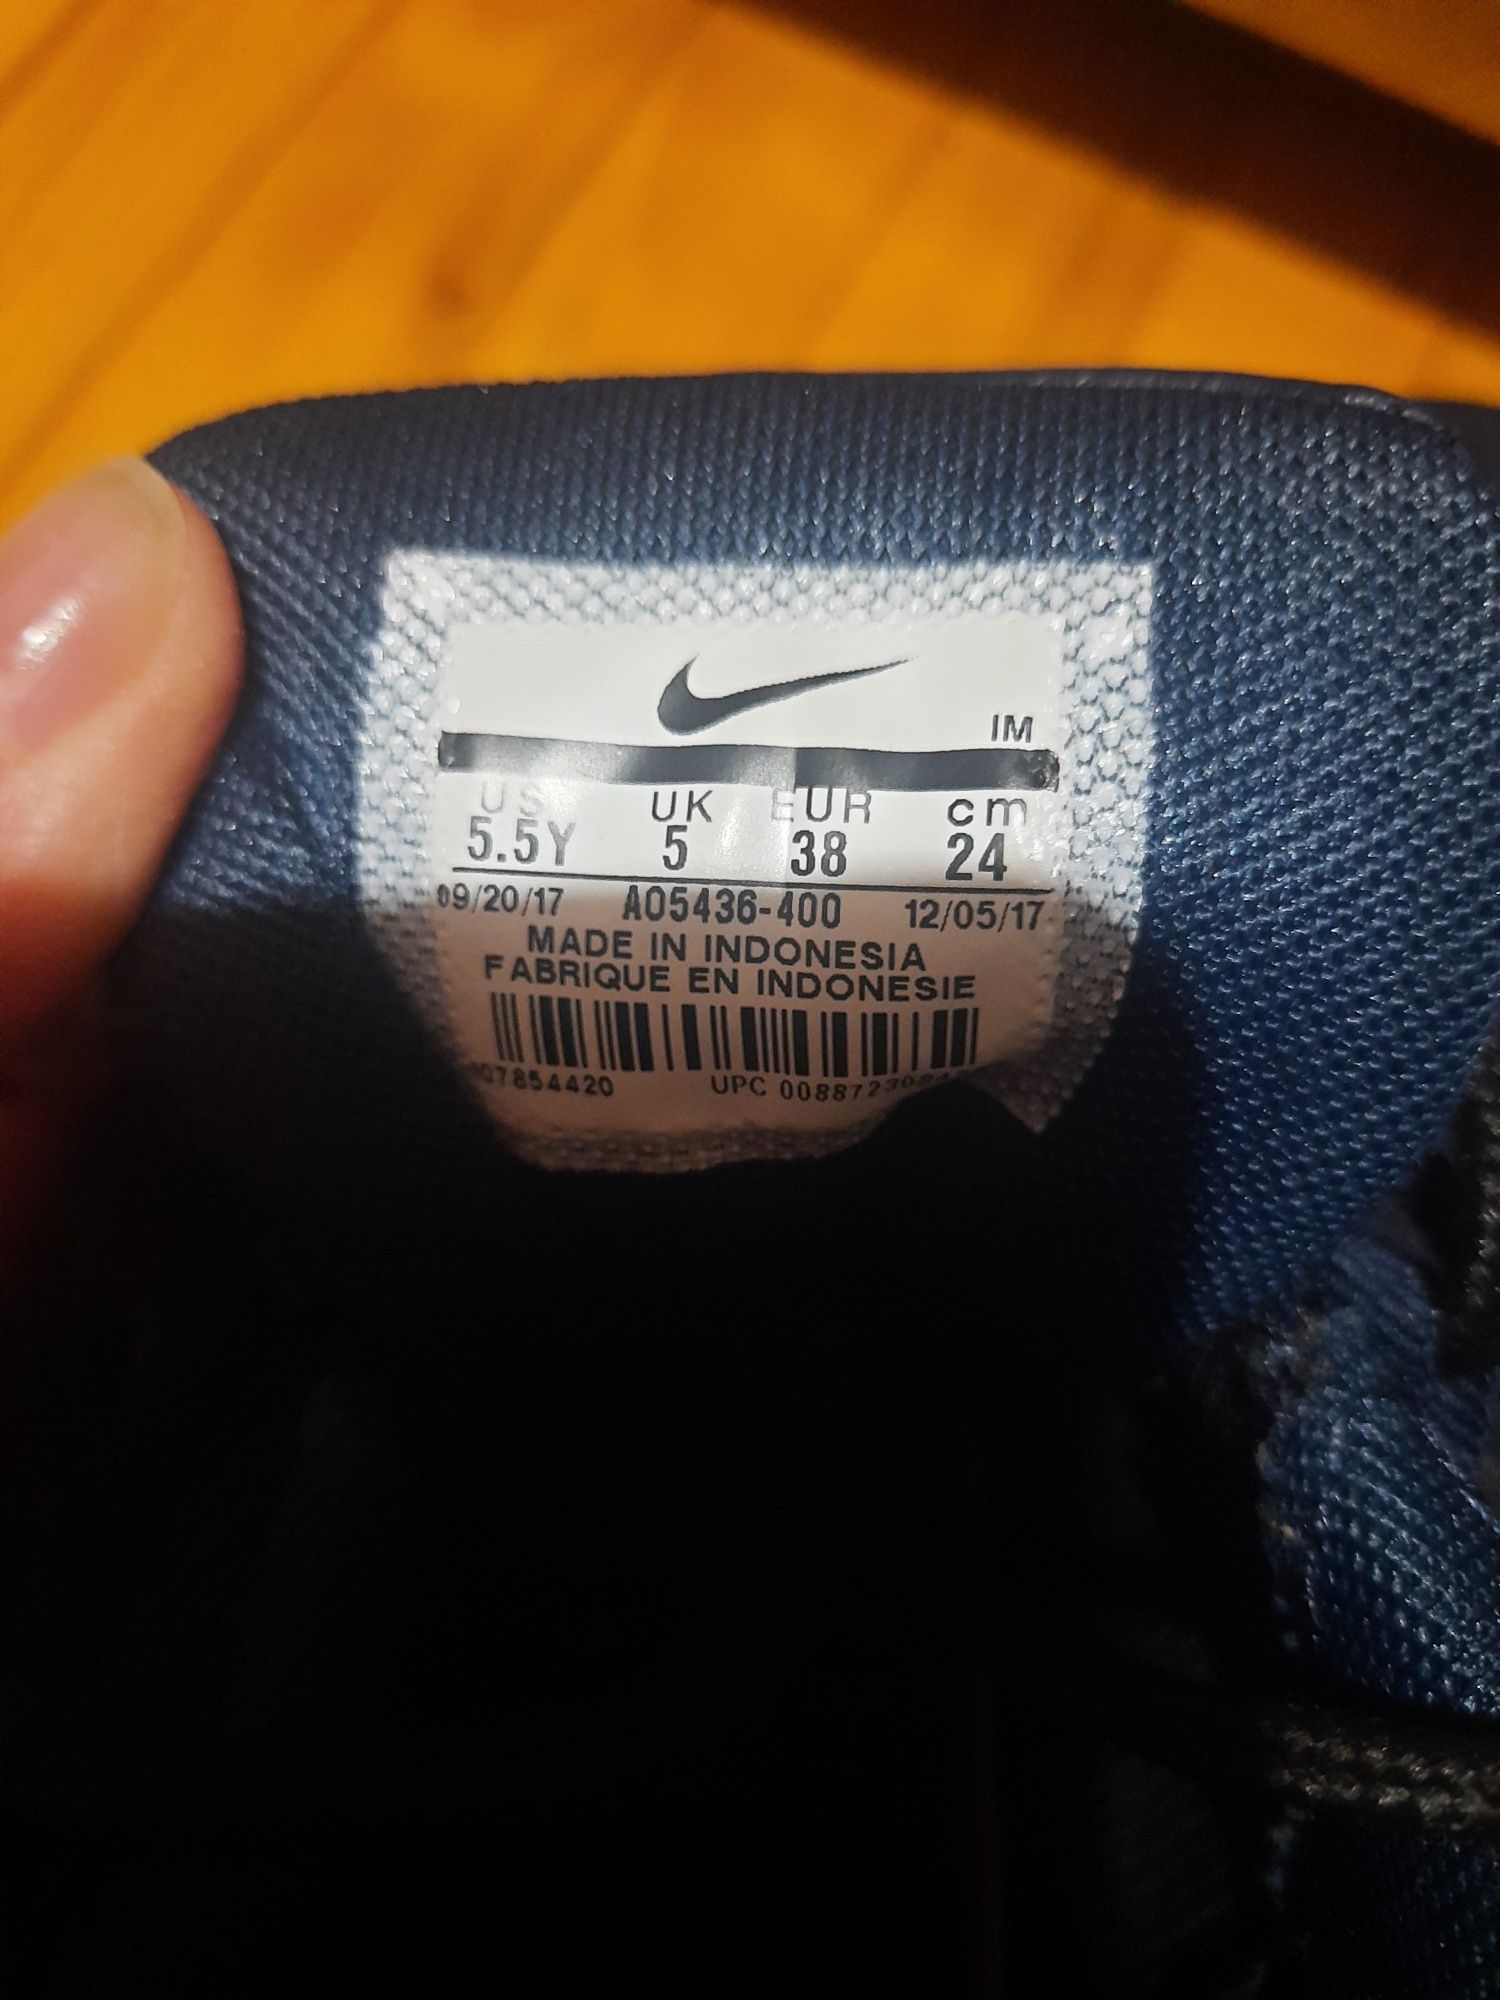 IM
US UK EUR cm
5.5Y 5 38 24
09/20/17 AO5436-400 12/05/17
MADE IN INDONESIA
FABRIQUE EN INDONESIE
UPC